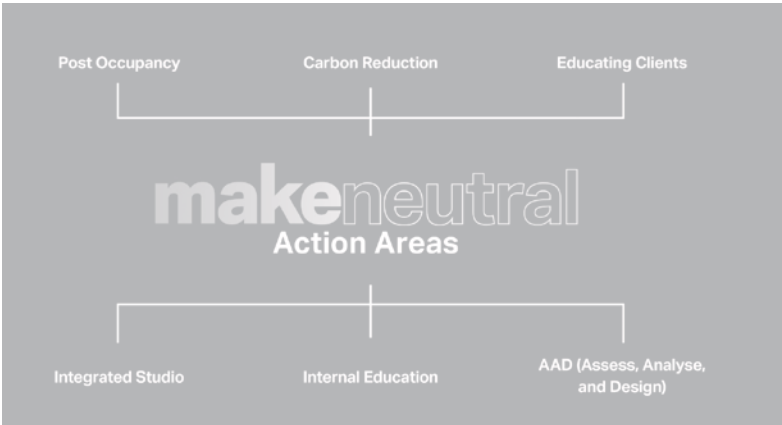 Post Occupancy
Carbon Reduction
Educating Clients
makeneutral
Action Areas
Integrated Studio
Internal Education
AAD (Assess, Analyse,
and Design)